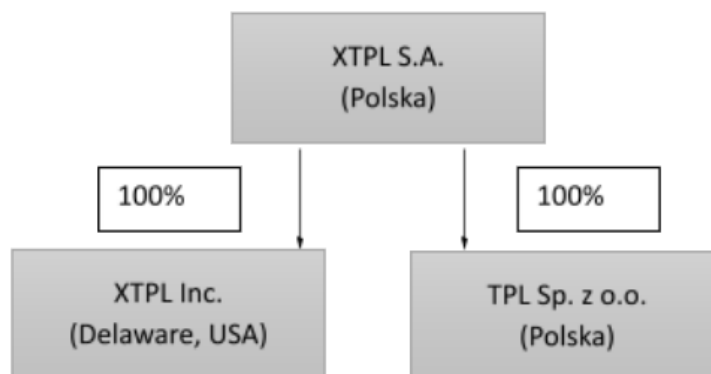 XTPL S.A.
(Polska)
100%
100%
XTPL Inc.
(Delaware, USA)
TPL Sp. z o.o.
(Polska)